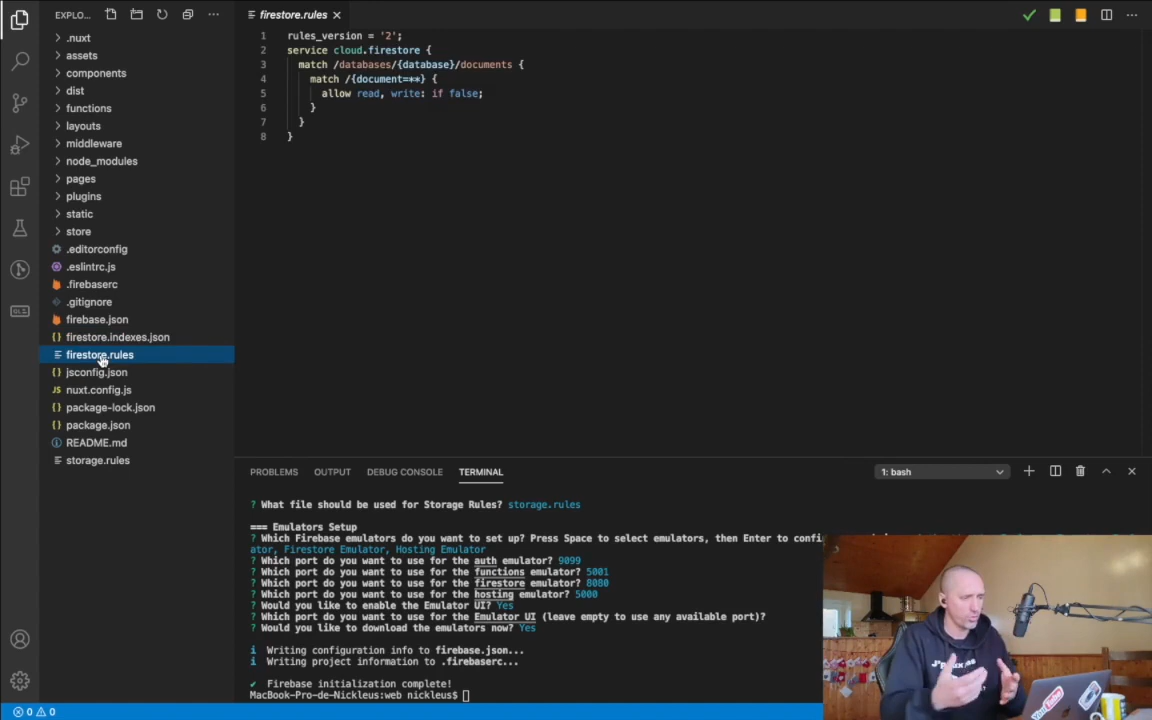 EXPLO...
.nuxt
assets
components
dist
functions
layouts
middleware
node_modules
pages
plugins
static
store
.editorconfig
.eslintrc.js
.firebaserc
.gitignore
firebase.json
firestore.indexes.json
firestore.rules
jsconfig.json
nuxt.config.js
package-lock.json
package.json
README.md
storage.rules
firestore.rules
1 rules_version = '2';
2 service cloud.firestore {
3 match /databases/{database}/documents {
4 match /{document=**} {
5 allow read, write: if false;
6 }
7 }
8 }
PROBLEMS OUTPUT DEBUG CONSOLE TERMINAL 1: bash
? What file should be used for Storage Rules? storage.rules
=== Emulators Setup
? Which Firebase emulators do you want to set up? Press Space to select emulators, then Enter to confi
ator, Firestore Emulator, Hosting Emulator
? Which port do you want to use for the auth emulator? 9099
? Which port do you want to use for the functions emulator? 5001
? Which port do you want to use for the firestore emulator? 8080
? Which port do you want to use for the hosting emulator? 5000
? Would you like to enable the Emulator UI? Yes
? Which port do you want to use for the Emulator UI (leave empty to use any available port)?
? Would you like to download the emulators now? Yes
i Writing configuration info to firebase.json...
i Writing project information to .firebaserc...
✔ Firebase initialization complete!
MacBook-Pro-de-Nickleus:web nickleus$
0 0
YouTube